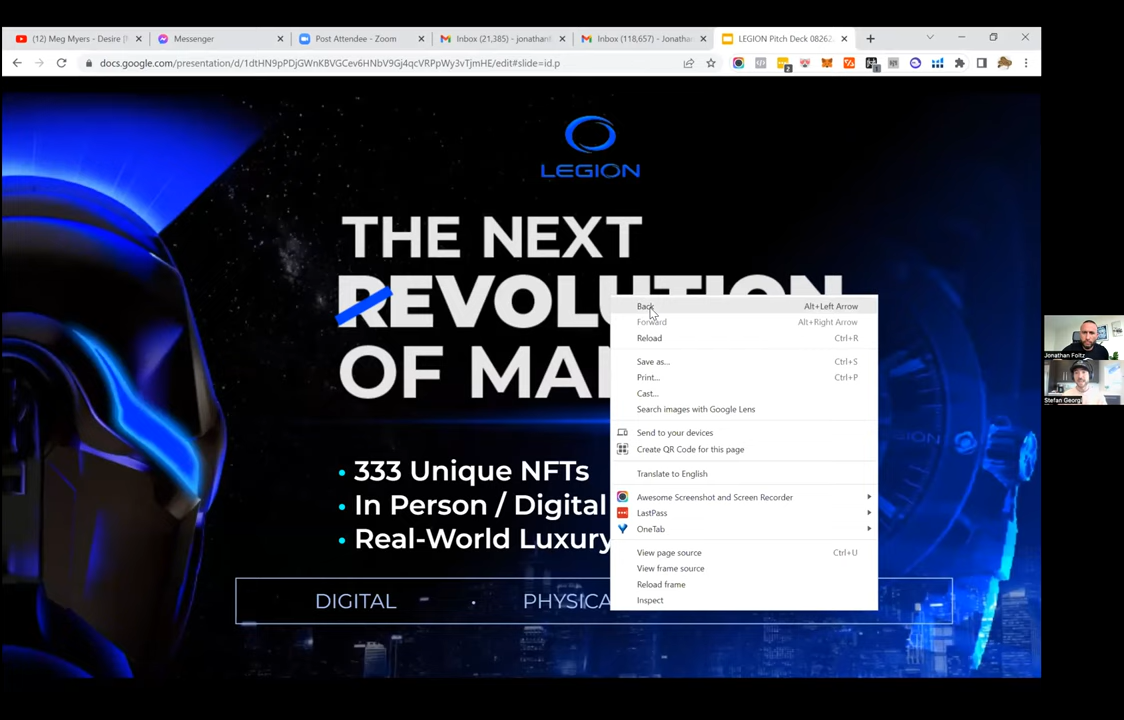 (12) Meg Myers - Desire [
Messenger
Post Attendee - Zoom
Inbox (21,385) - jonathanf
Inbox (118,657) - Jonathan
LEGION Pitch Deck 08262
docs.google.com/presentation/d/1dtHN9pPDjGWnKBVGCev6HNbV9Gj4qcVRPpWy3vTjmHE/edit#slide=id.p
LEGION
THE NEXT
REVOLUTION
OF MA
Back Alt+Left Arrow
Forward Alt+Right Arrow
Reload Ctrl+R
Save as... Ctrl+S
Print... Ctrl+P
Cast...
Search images with Google Lens
Send to your devices
Create QR Code for this page
Translate to English
Awesome Screenshot and Screen Recorder
LastPass
OneTab
View page source Ctrl+U
View frame source
Reload frame
Inspect
• 333 Unique NFTs
• In Person / Digital
• Real-World Luxury
DIGITAL • PHYSICA
Jonathan Foltz
Stefan Georgi